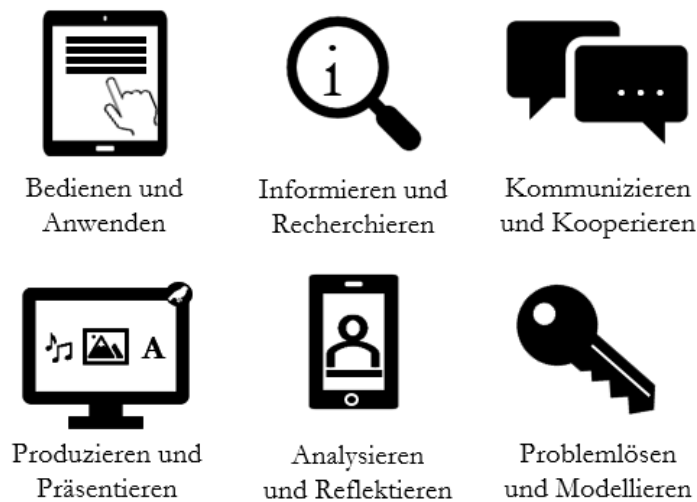 i
...
Bedienen und
Anwenden
Informieren und
Recherchieren
Kommunizieren
und Kooperieren
A
Produzieren und
Präsentieren
Analysieren
und Reflektieren
Problemlösen
und Modellieren